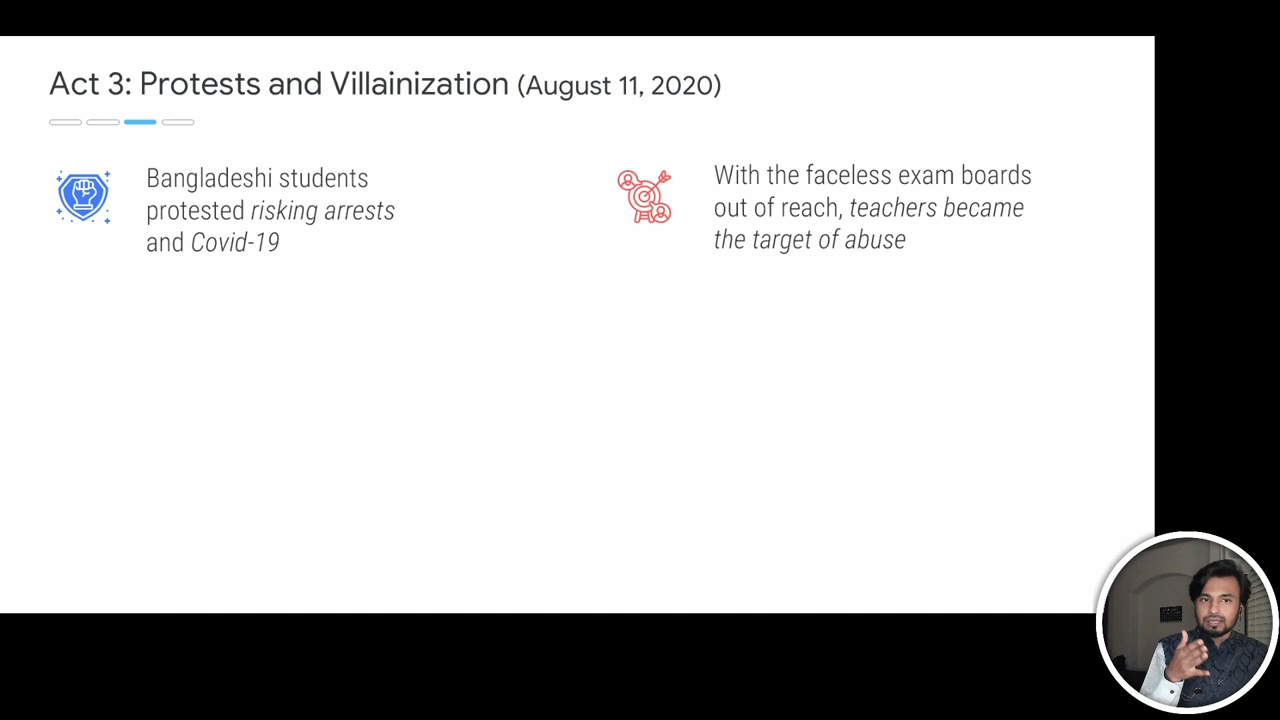 Act 3: Protests and Villainization (August 11, 2020)
Bangladeshi students
protested risking arrests
and Covid-19
With the faceless exam boards
out of reach, teachers became
the target of abuse